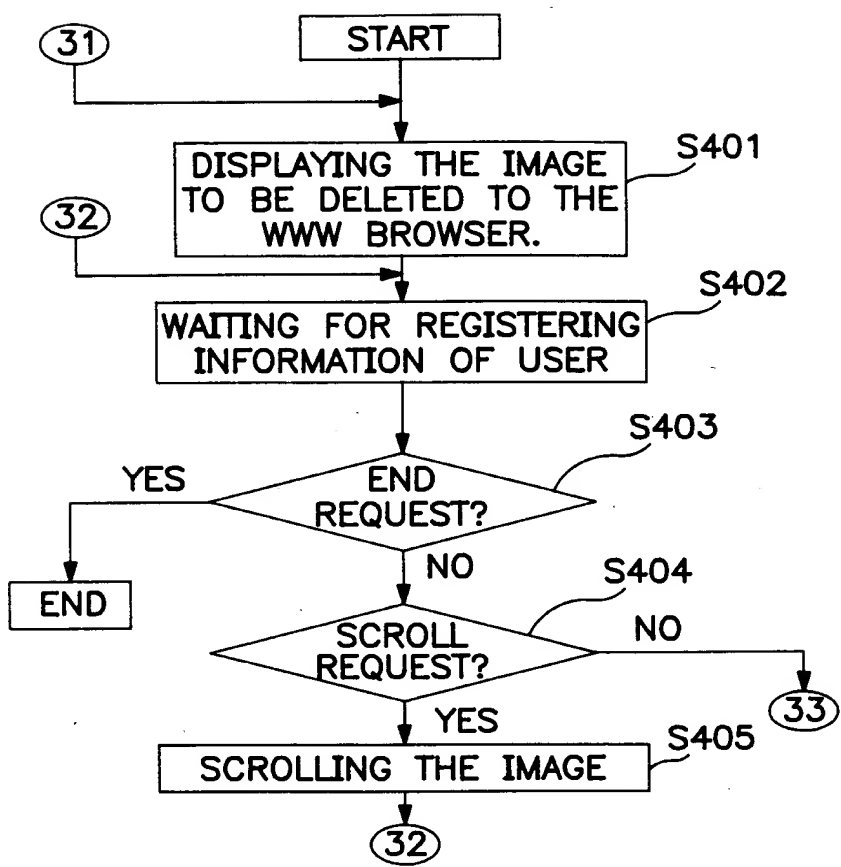 31
START
S401
DISPLAYING THE IMAGE
TO BE DELETED TO THE
WWW BROWSER.
32
S402
WAITING FOR REGISTERING
INFORMATION OF USER
S403
YES
END
REQUEST?
NO
END
S404
SCROLL
REQUEST?
NO
33
YES
S405
SCROLLING THE IMAGE
32